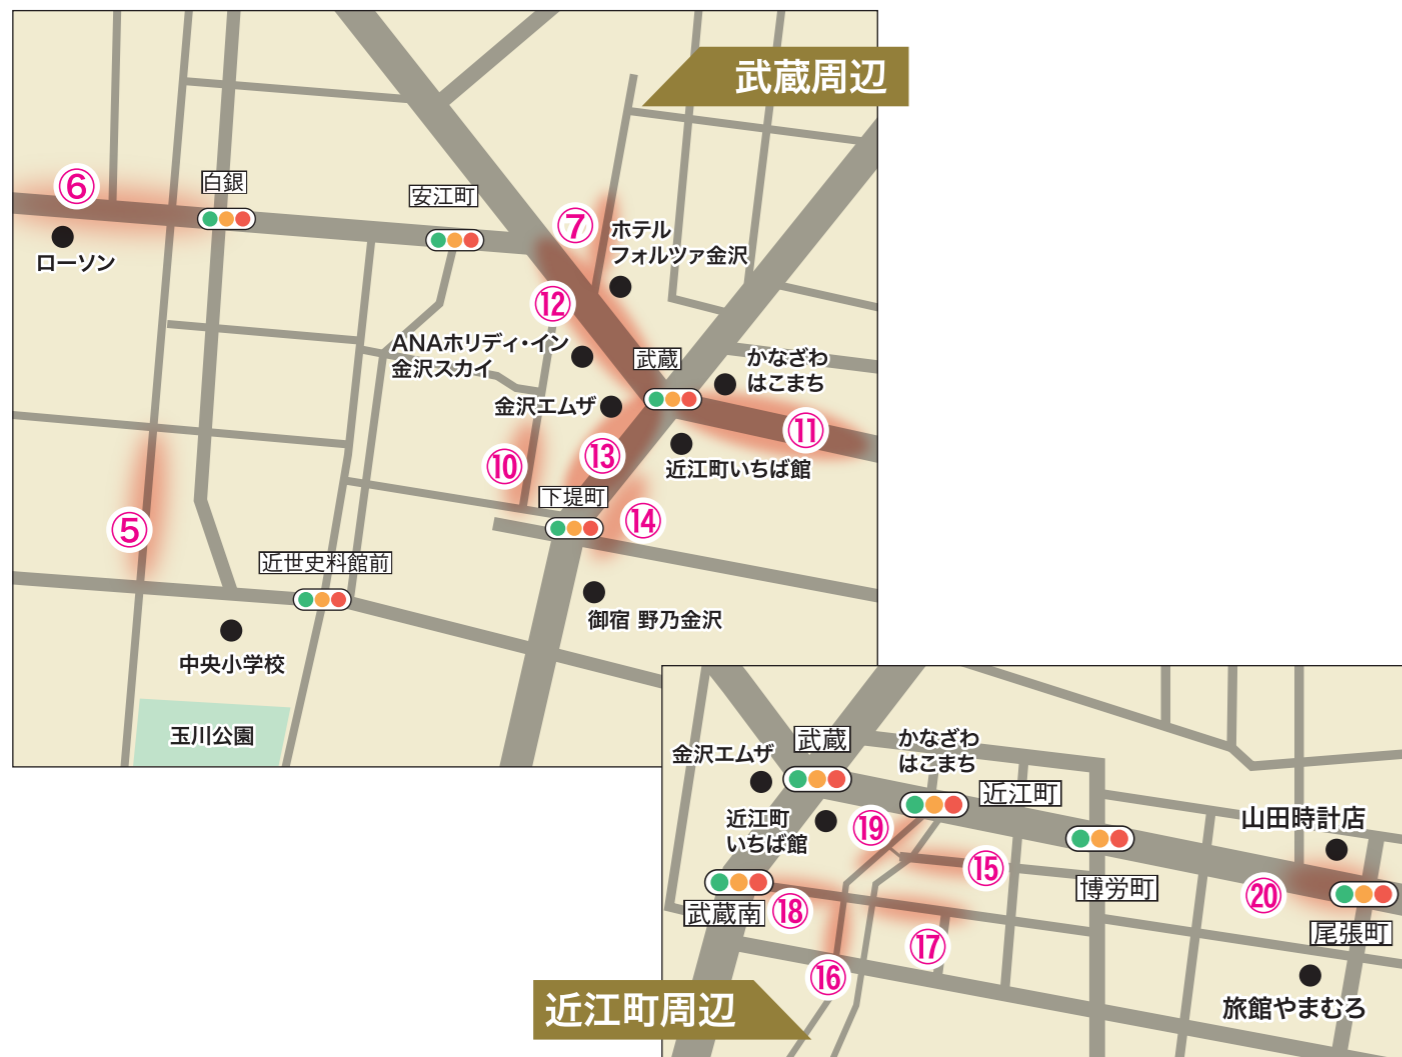 武蔵周辺
⑥
白銀
安江町
⑦
ホテル
フォルツァ金沢
ローソン
⑫
ANAホリディ・イン
金沢スカイ
武蔵
かなざわ
はこまち
金沢エムザ
⑪
⑬
近江町いちば館
⑩
下堤町
⑭
⑤
近世史料館前
御宿 野乃金沢
中央小学校
玉川公園
金沢エムザ
武蔵
かなざわ
はこまち
近江町
近江町
いちば館
⑲
山田時計店
⑮
博労町
⑳
武蔵南
⑱
尾張町
⑰
⑯
旅館やまむろ
近江町周辺